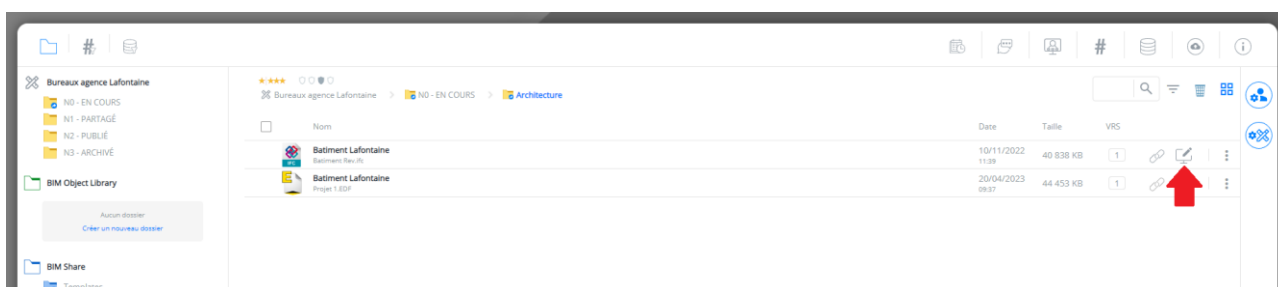 #
#
Bureaux agence Lafontaine
N0 - EN COURS
N1 - PARTAGÉ
N2 - PUBLIÉ
N3 - ARCHIVÉ
BIM Object Library
Aucun dossier
Créer un nouveau dossier
BIM Share
Templates
Bureaux agence Lafontaine > N0 - EN COURS > Architecture
Nom Date Taille VRS
IFC
Batiment Lafontaine 10/11/2022 40 838 KB 1
Batiment Rev.ifc 11:39
E
Batiment Lafontaine 20/04/2023 44 453 KB 1
Projet 1.EDF 09:37